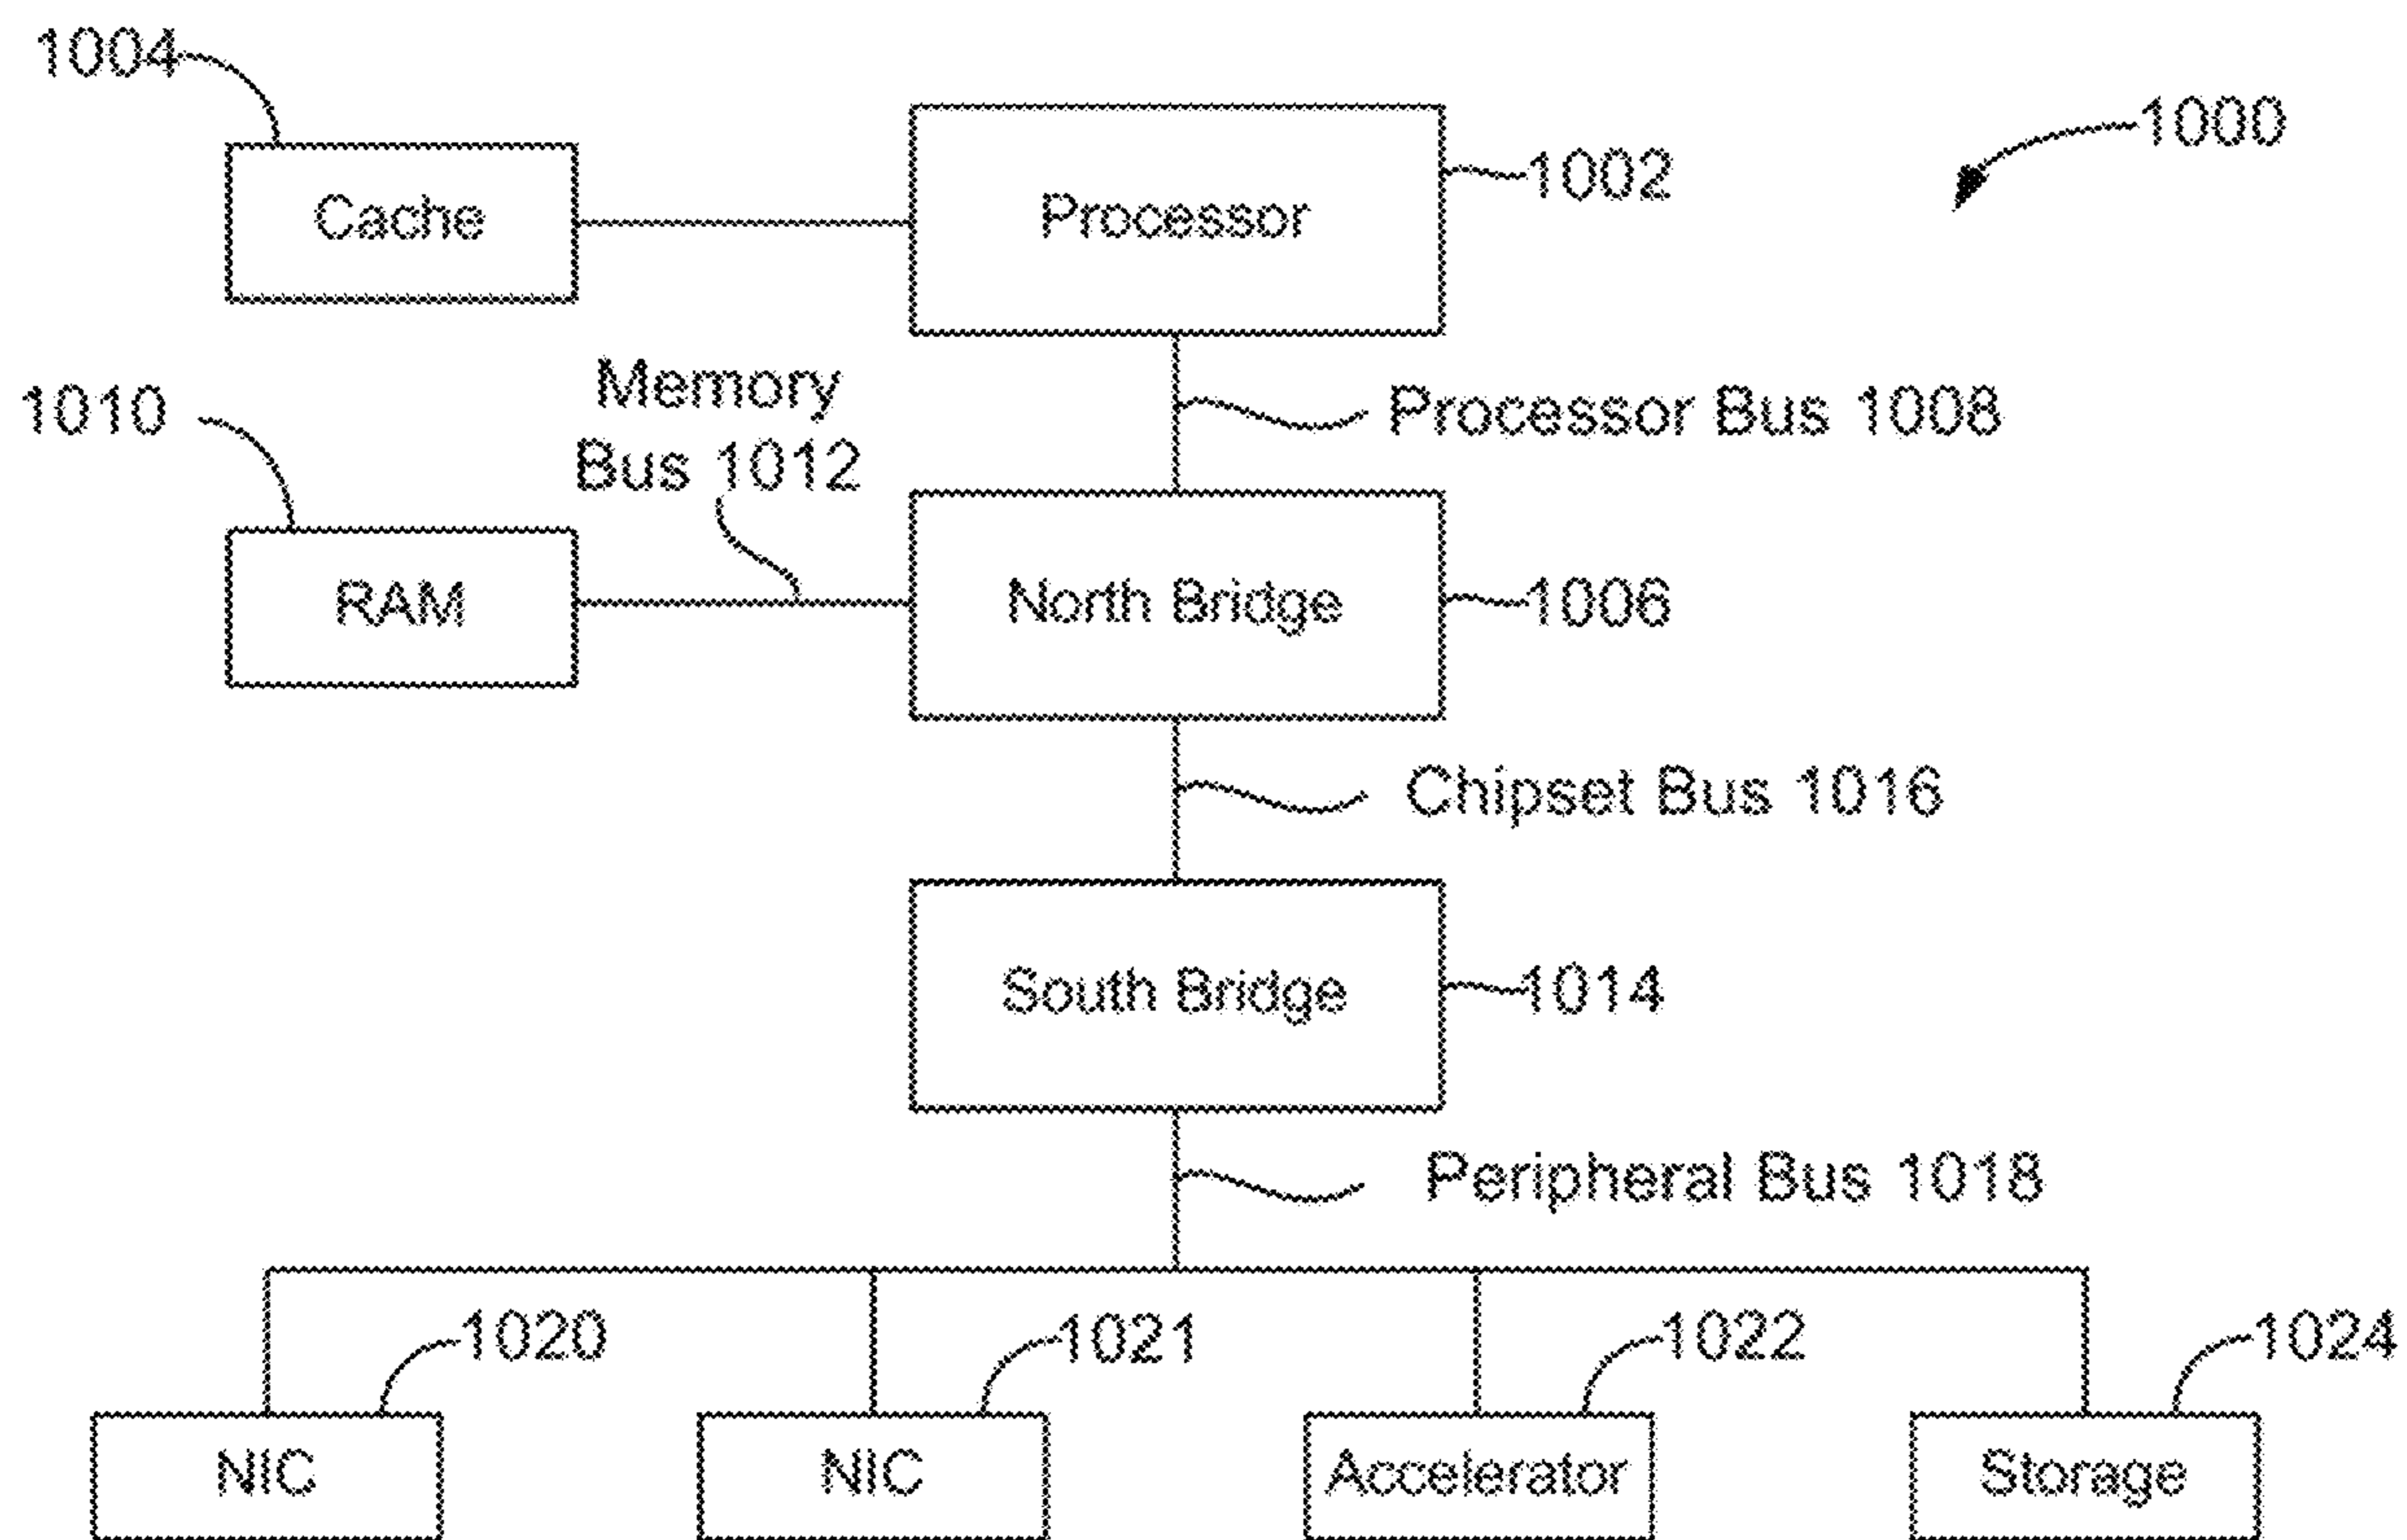 1004
1000
Cache
Processor
1002
Memory
Bus 1012
1010
Processor Bus 1008
RAM
North Bridge
1006
Chipset Bus 1016
South Bridge
1014
Peripheral Bus 1018
1020
1021
1022
1024
NIC
NIC
Accelerator
Storage